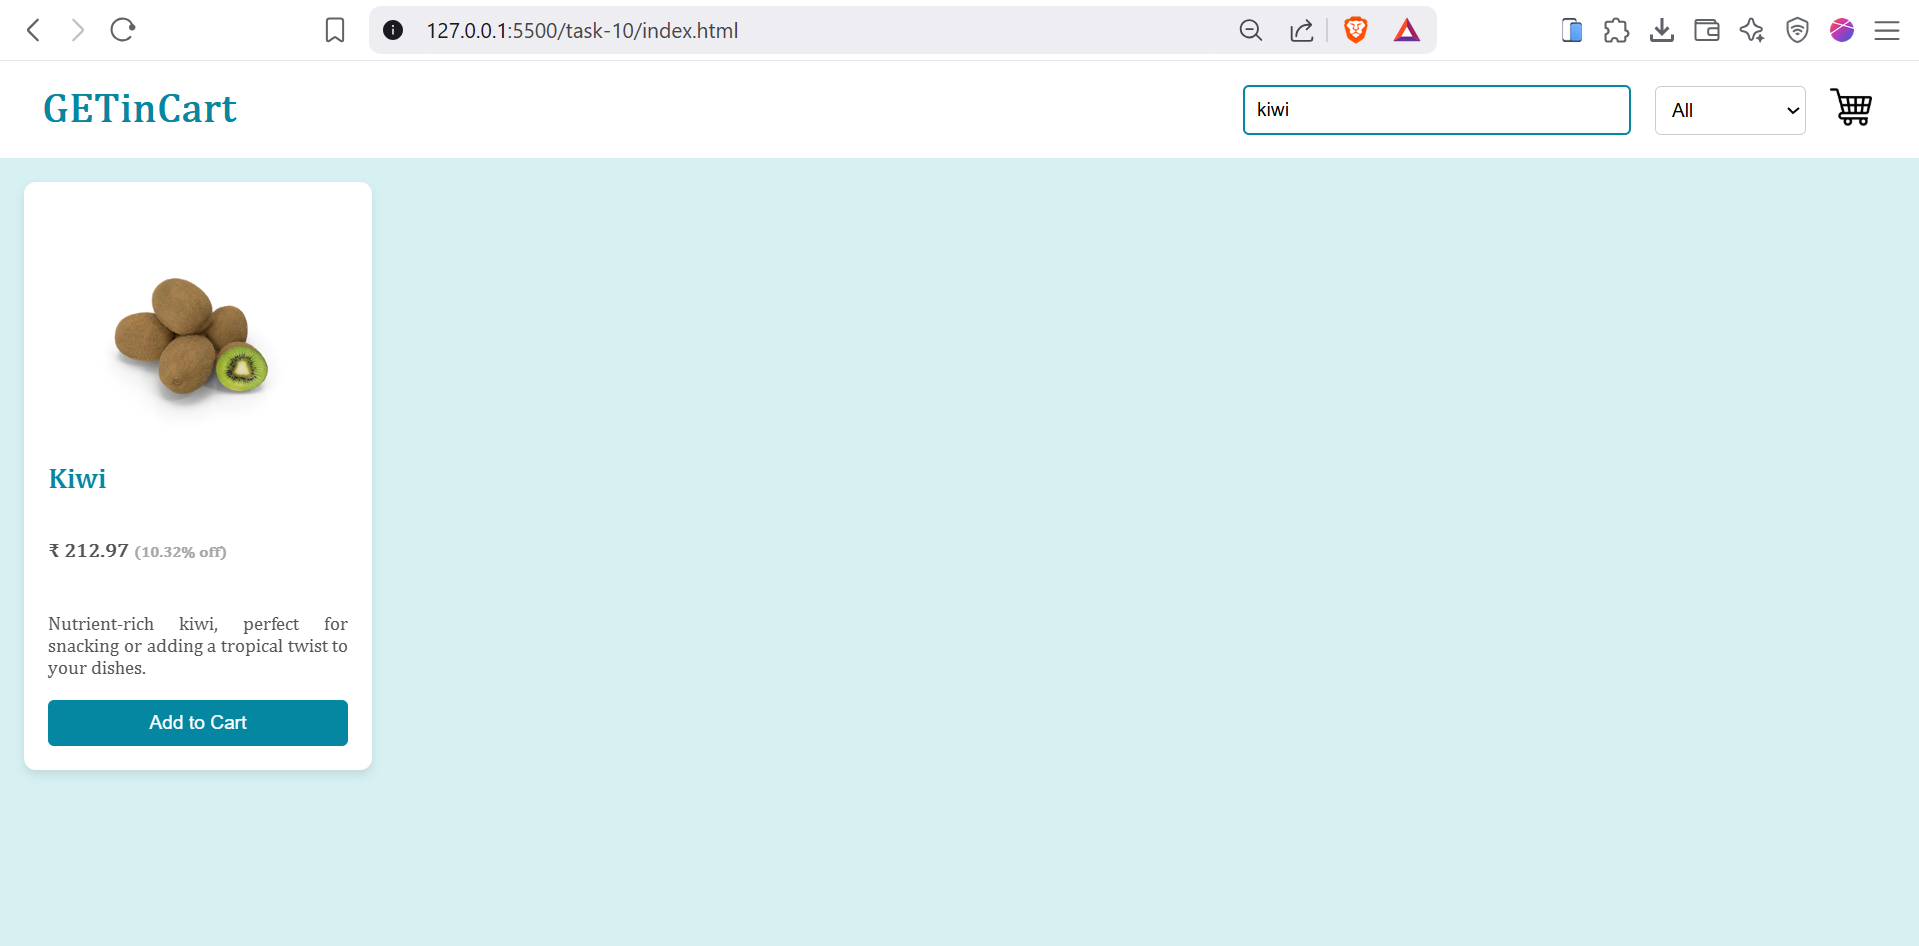 127.0.0.1:5500/task-10/index.html
GETinCart
kiwi
All
Kiwi
₹ 212.97 (10.32% off)
Nutrient-rich kiwi, perfect for
snacking or adding a tropical twist to
your dishes.
Add to Cart